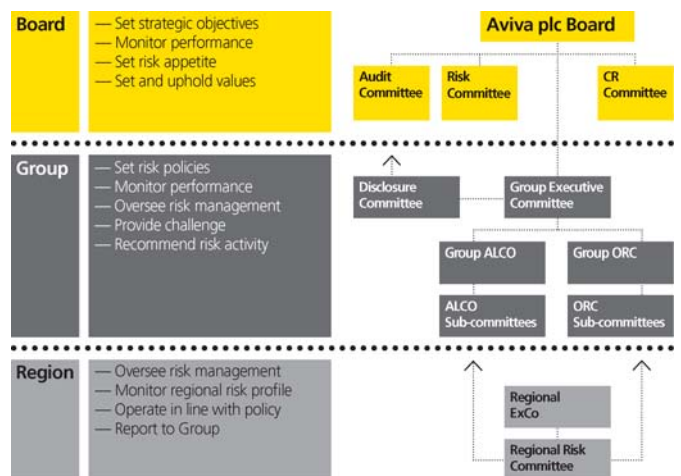 Board
— Set strategic objectives
— Monitor performance
— Set risk appetite
— Set and uphold values
Aviva plc Board
Audit
Committee
Risk
Committee
CR
Committee
Group
— Set risk policies
— Monitor performance
— Oversee risk management
— Provide challenge
— Recommend risk activity
Disclosure
Committee
Group Executive
Committee
Group ALCO
Group ORC
ALCO
Sub-committees
ORC
Sub-committees
Region
— Oversee risk management
— Monitor regional risk profile
— Operate in line with policy
— Report to Group
Regional
ExCo
Regional Risk
Committee